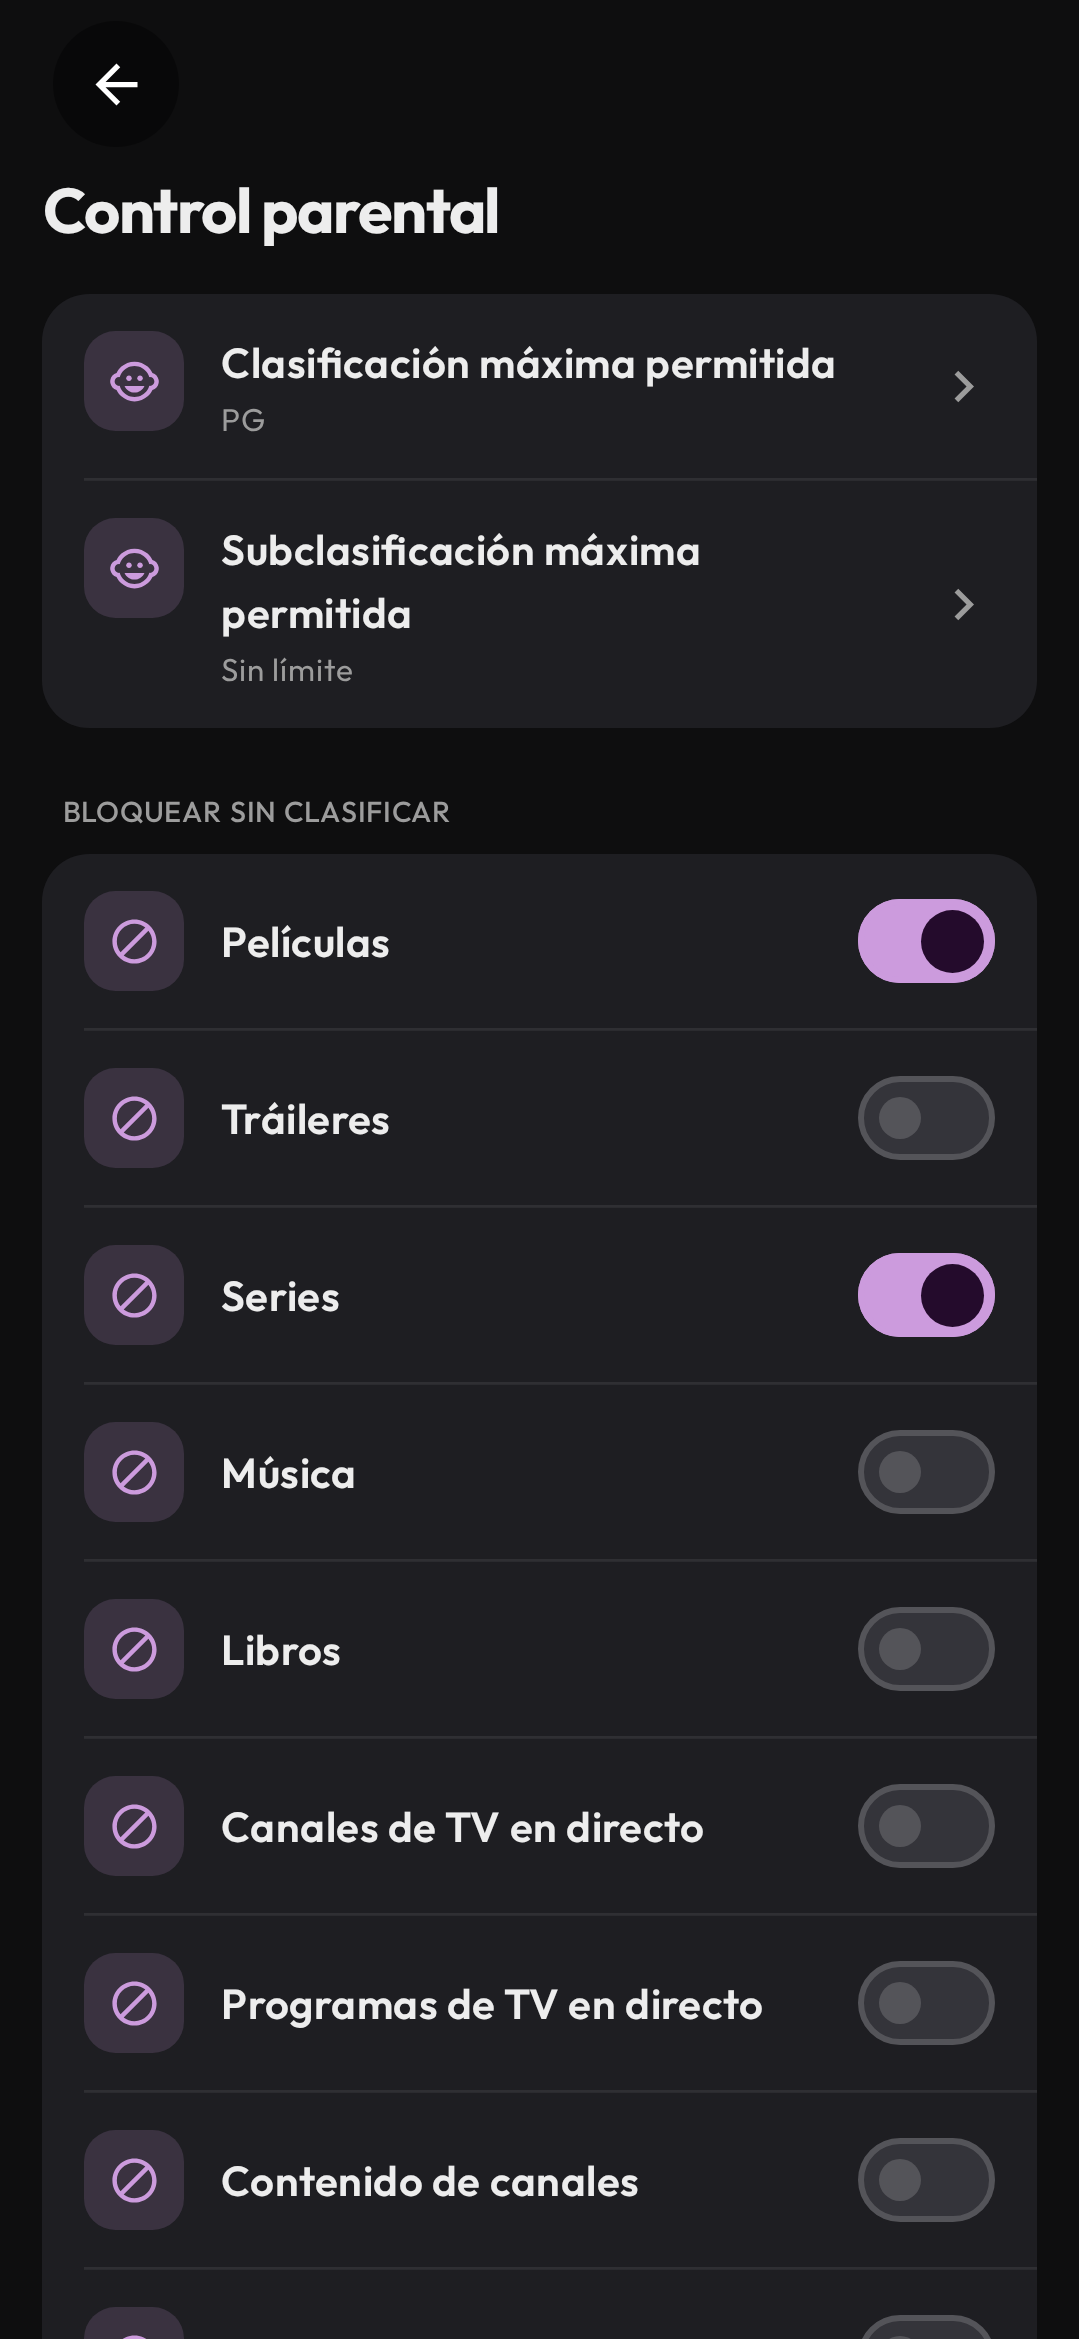 Control parental
Clasificación máxima permitida
PG
Subclasificación máxima
permitida
Sin límite
BLOQUEAR SIN CLASIFICAR
Películas
Tráileres
Series
Música
Libros
Canales de TV en directo
Programas de TV en directo
Contenido de canales